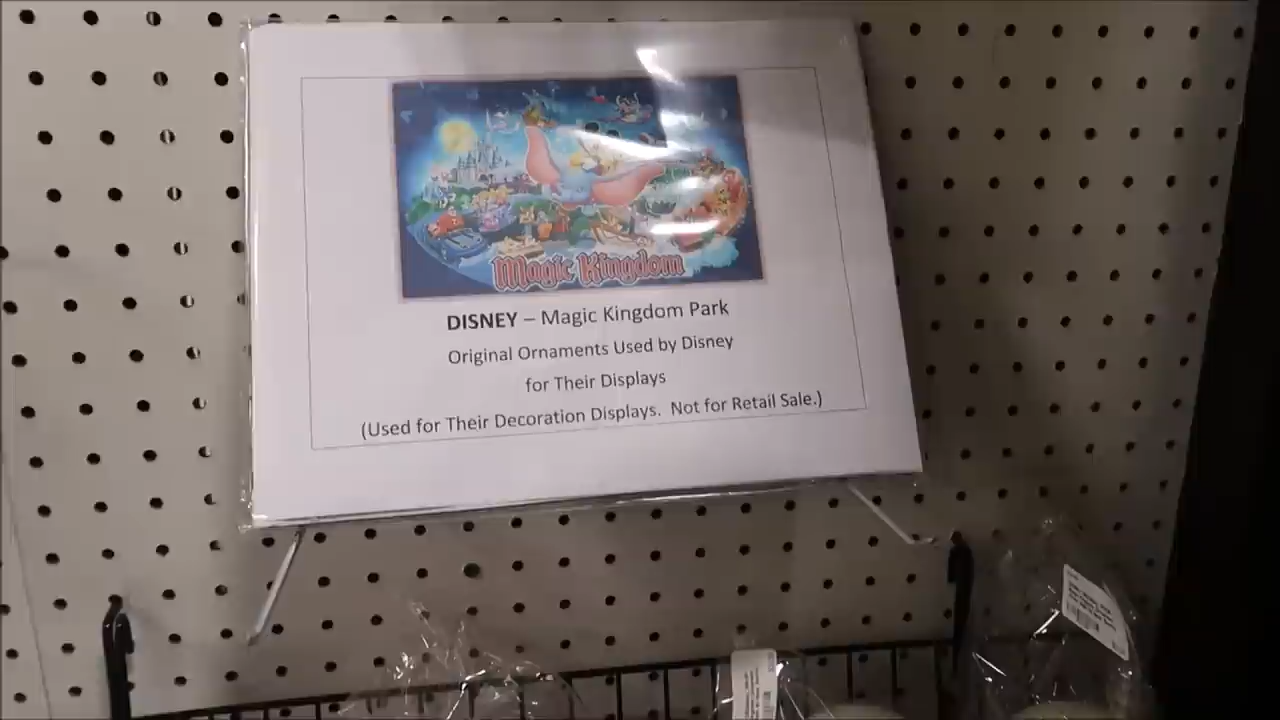 Magic Kingdom
DISNEY – Magic Kingdom Park
Original Ornaments Used by Disney
for Their Displays
(Used for Their Decoration Displays. Not for Retail Sale.)